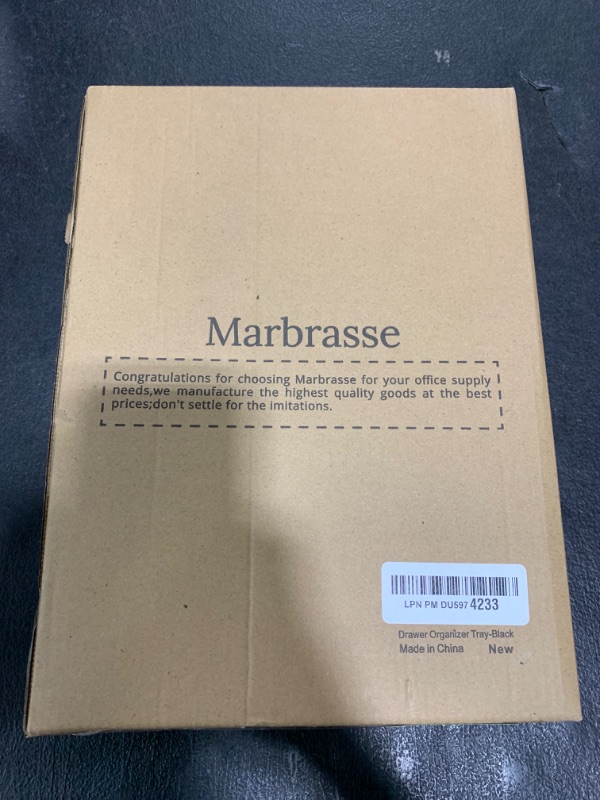 Marbrasse
Congratulations for choosing Marbrasse for your office supply
needs,we manufacture the highest quality goods at the best
prices;don't settle for the imitations.
LPN PM DU597 4233
Drawer Organizer Tray-Black
Made in China New